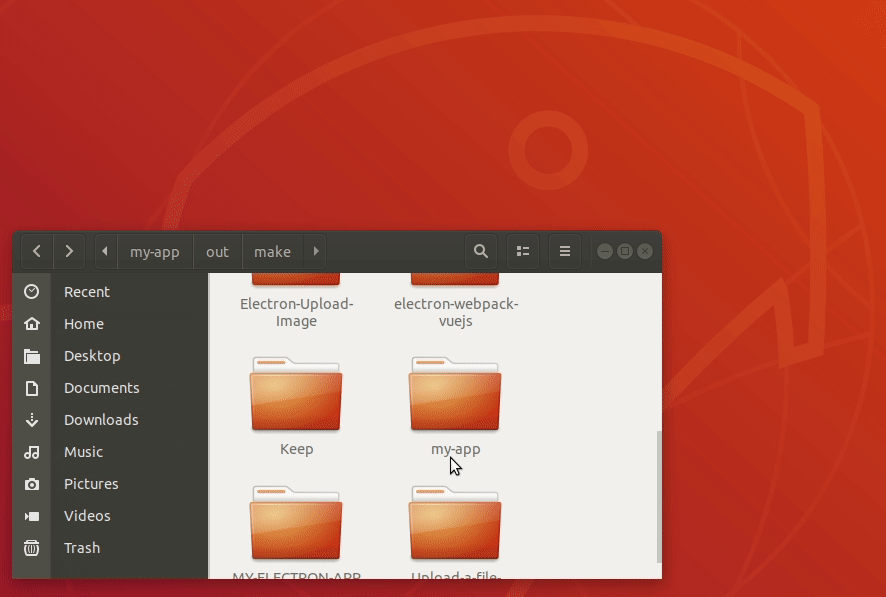 my-app out make
Recent
Home
Desktop
Documents
Downloads
Music
Pictures
Videos
Trash
Electron-Upload-
Image
electron-webpack-
vuejs
Keep
my-app
MY-ELECTRON-APP
Upload-a-file-